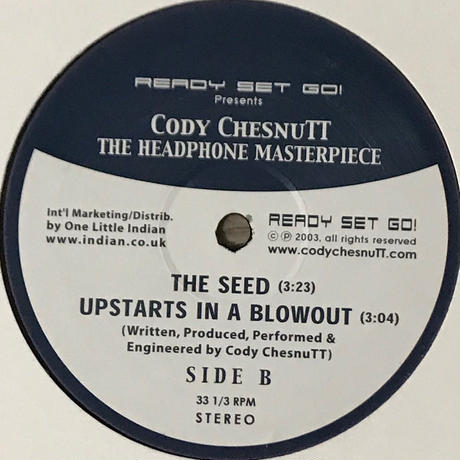 READY SET GO!
Presents
CODY CHESNUTT
THE HEADPHONE MASTERPIECE
Int'l Marketing/Distrib.
by One Little Indian
www.indian.co.uk
READY SET GO!
© ℗ 2003, all rights reserved
www.codychesnuTT.com
THE SEED (3:23)
UPSTARTS IN A BLOWOUT (3:04)
(Written, Produced, Performed &
Engineered by Cody ChesnuTT)
SIDE B
33 1/3 RPM
STEREO